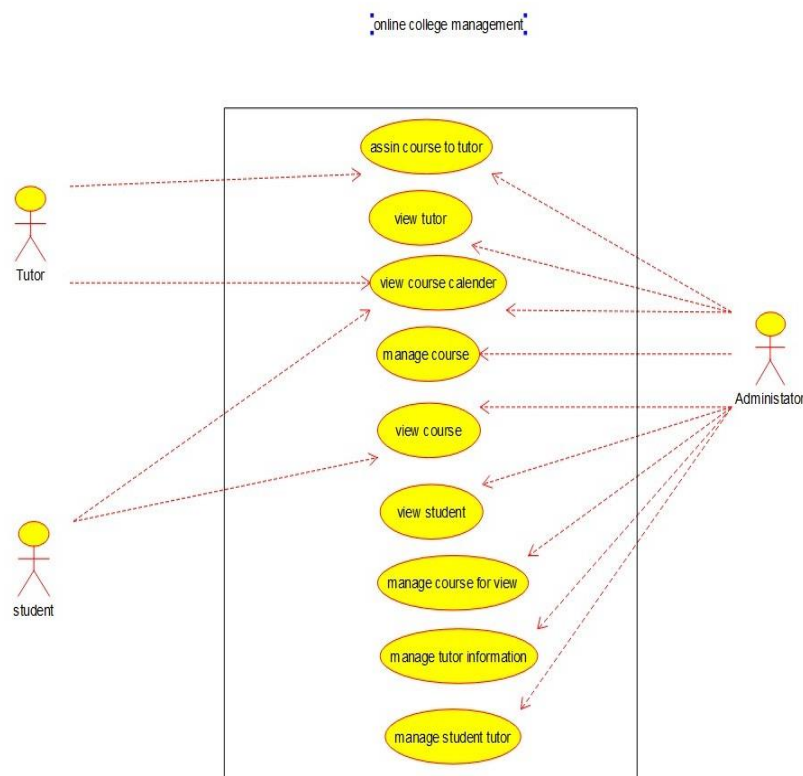 online college management
assin course to tutor
view tutor
Tutor
view course calender
manage course
Administator
view course
view student
student
manage course for view
manage tutor information
manage student tutor